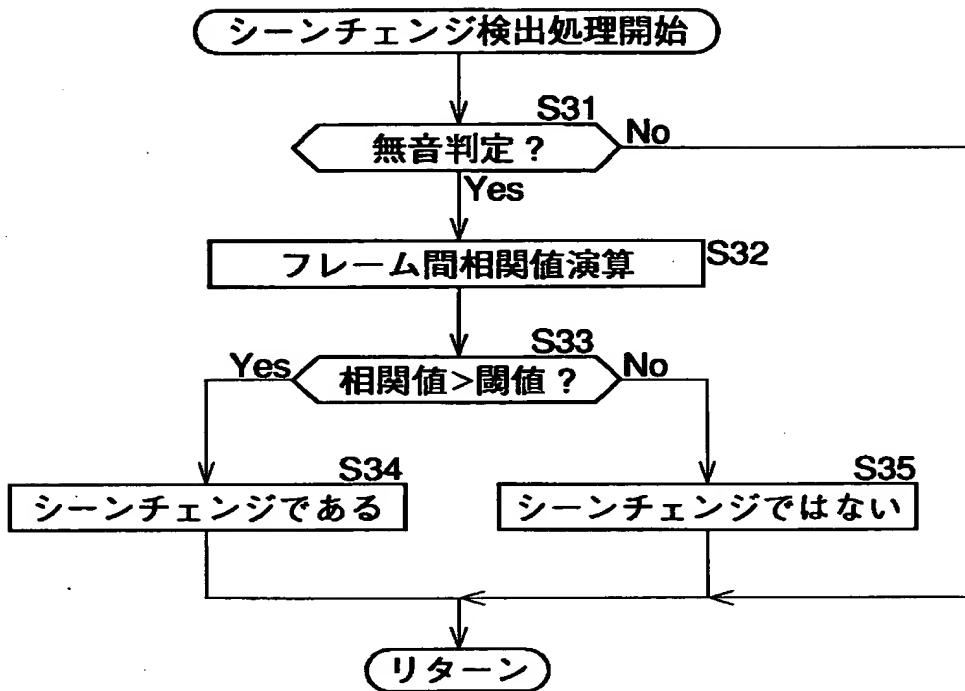 シーンチェンジ検出処理開始
S31
無音判定？
No
Yes
フレーム間相関値演算
S32
S33
Yes
相関値>閾値？
No
S34
シーンチェンジである
S35
シーンチェンジではない
リターン